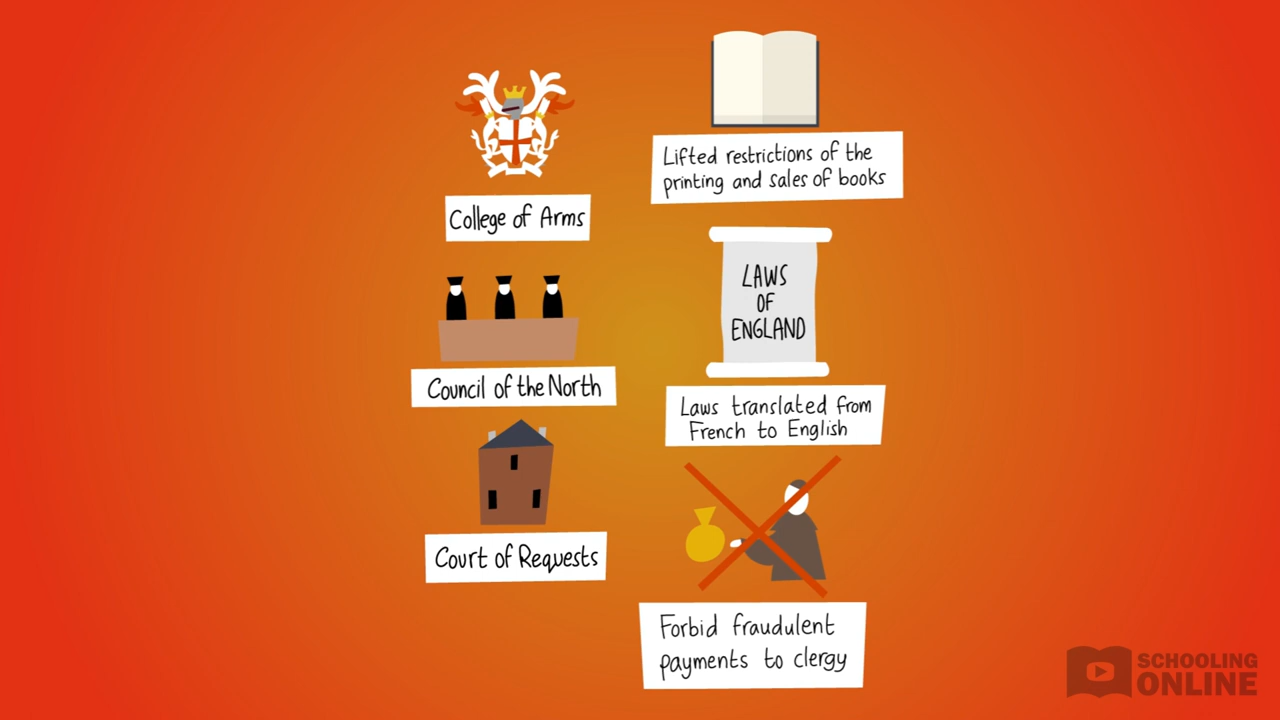 College of Arms
Council of the North
Court of Requests
Lifted restrictions of the
printing and sales of books
LAWS
OF
ENGLAND
Laws translated from
French to English
Forbid fraudulent
payments to clergy
SCHOOLING
ONLINE